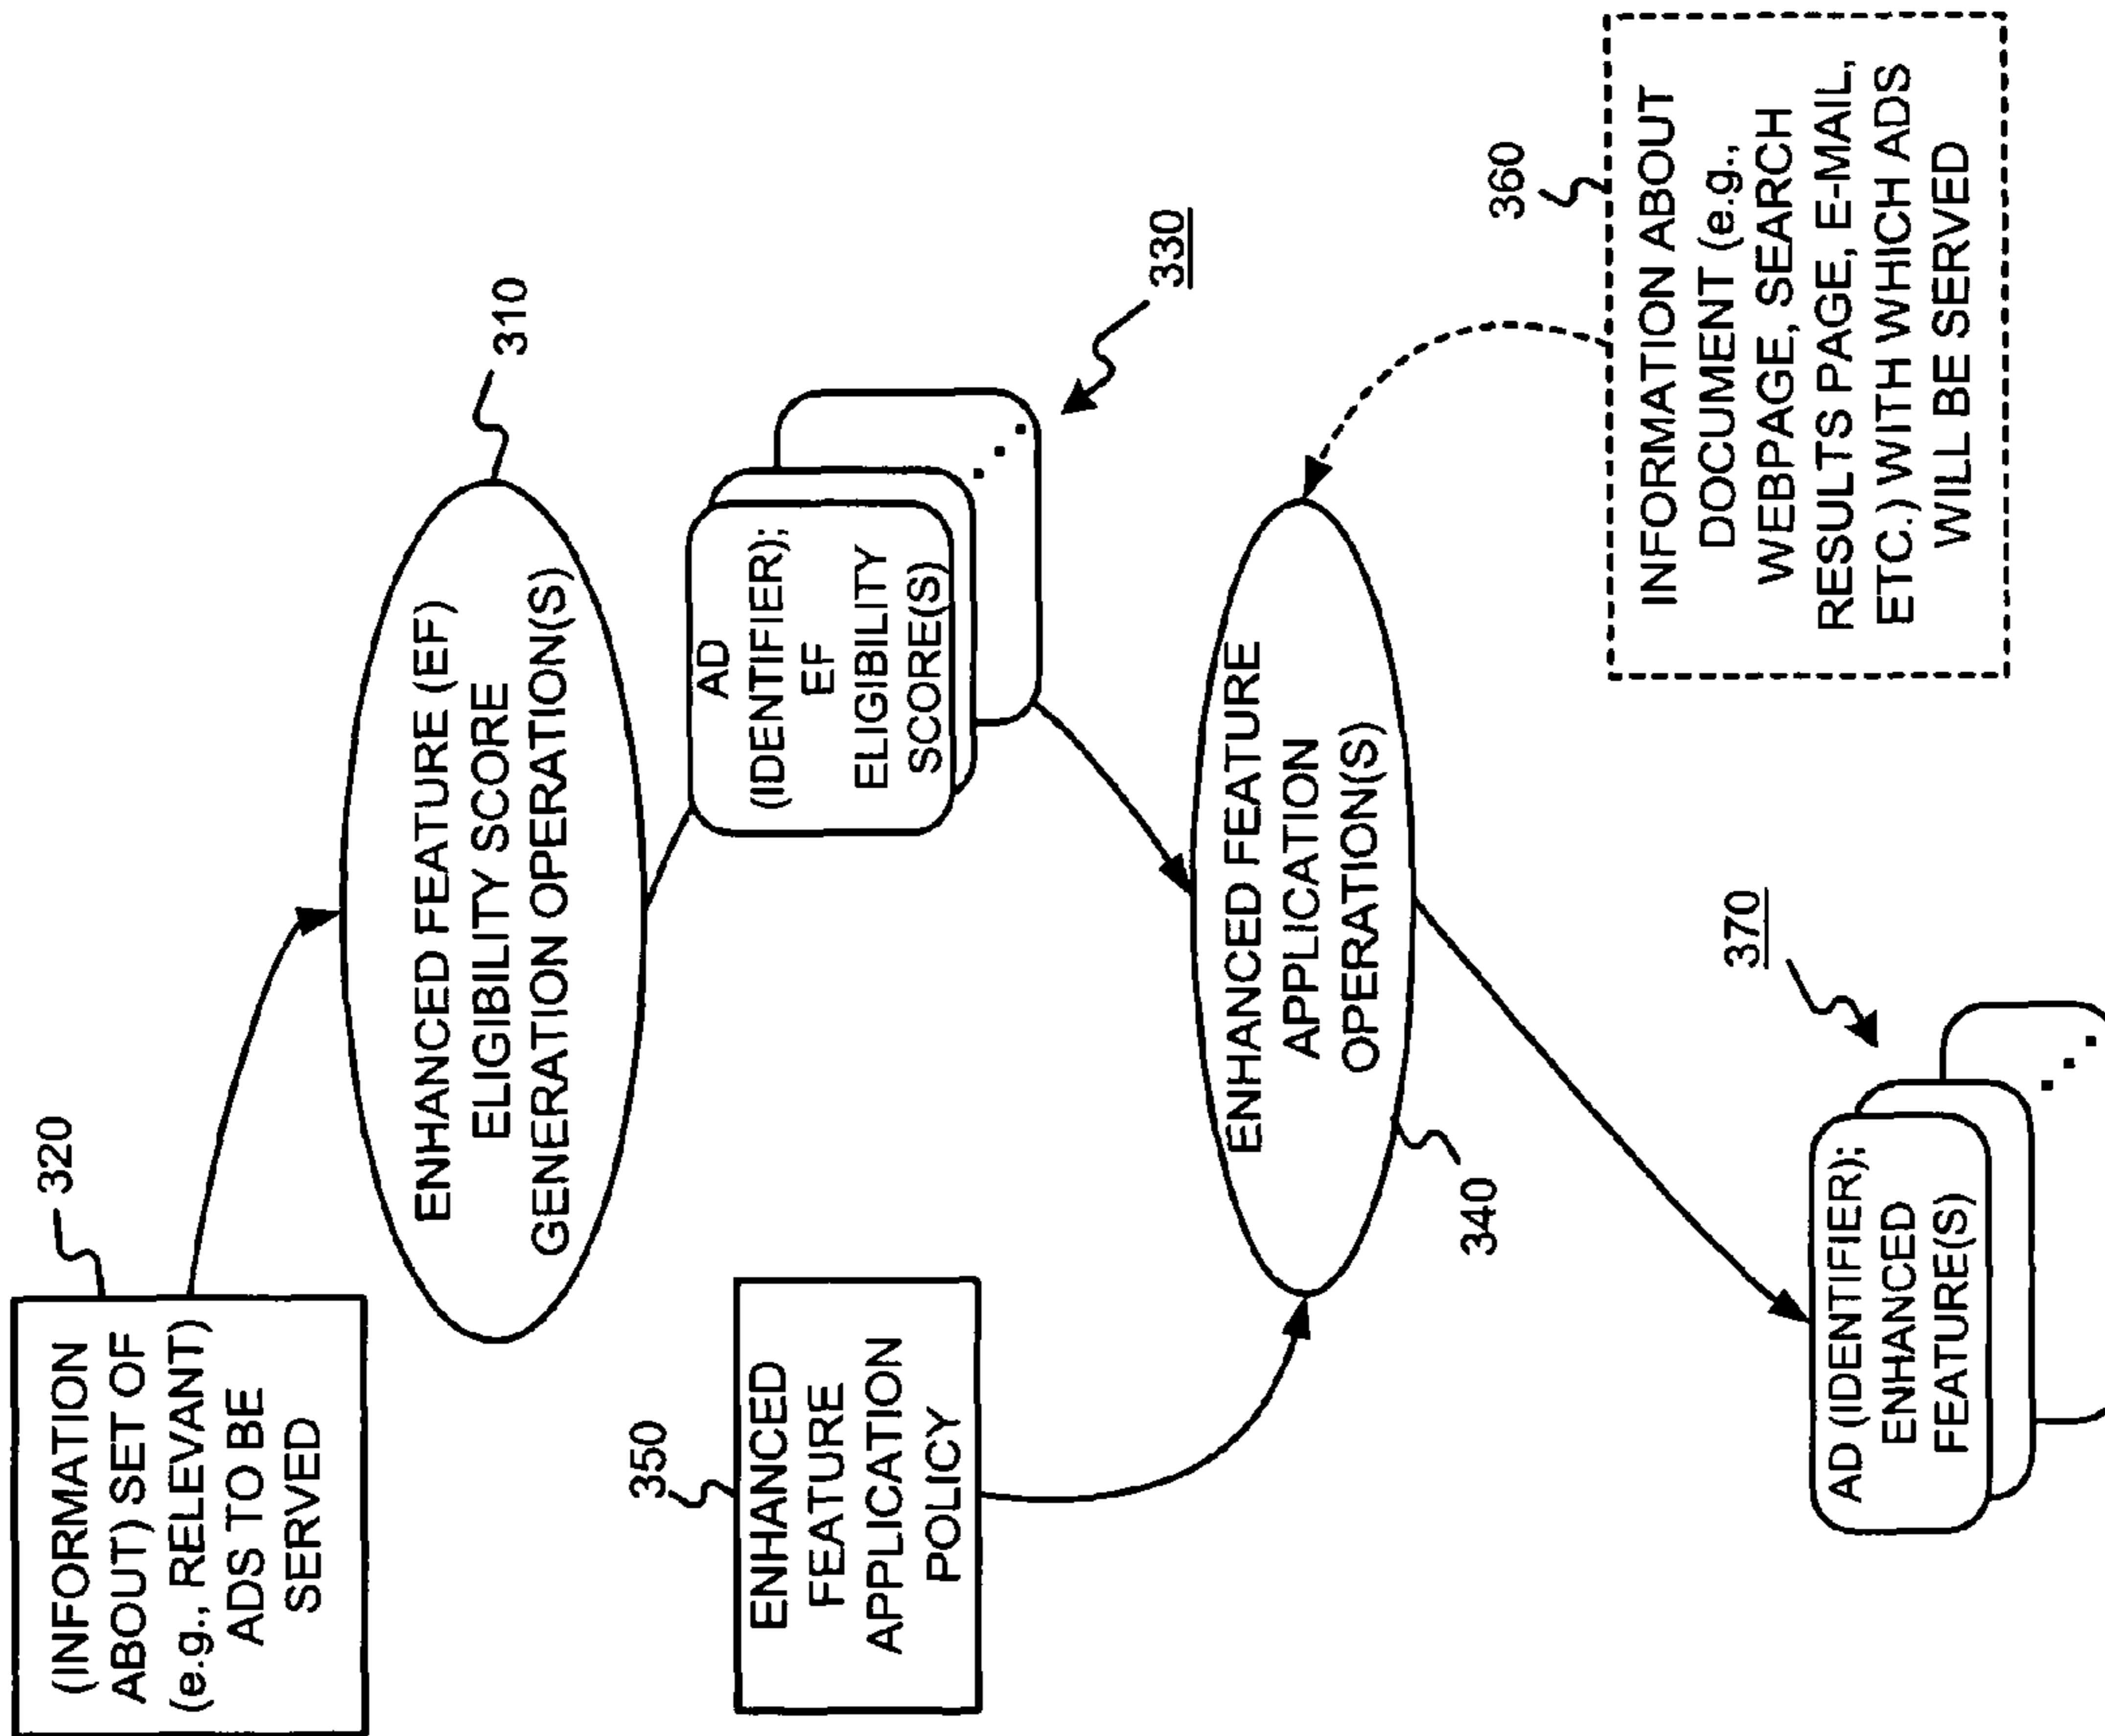 320
(INFORMATION
ABOUT) SET OF
(e.g., RELEVANT)
ADS TO BE
SERVED
ENHANCED FEATURE (EF)
ELIGIBILITY SCORE
GENERATION OPERATION(S)
310
350
ENHANCED
FEATURE
APPLICATION
POLICY
AD
(IDENTIFIER);
EF
ELIGIBILITY
SCORE(S)
330
ENHANCED FEATURE
APPLICATION
OPERATION(S)
340
360
INFORMATION ABOUT
DOCUMENT (e.g.,
WEBPAGE, SEARCH
RESULTS PAGE, E-MAIL,
ETC.) WITH WHICH ADS
WILL BE SERVED
370
AD (IDENTIFIER);
ENHANCED
FEATURE(S)